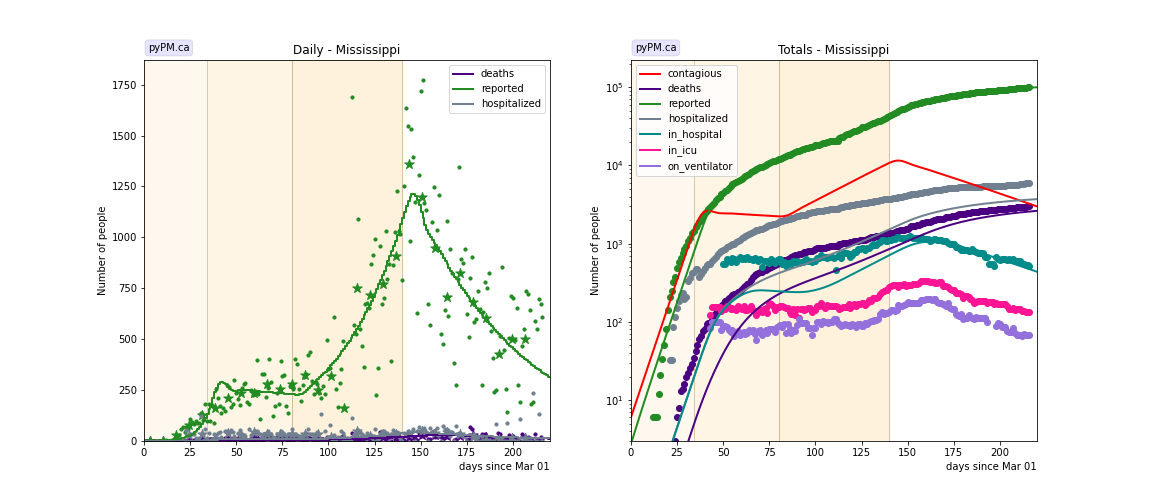 pyPM.ca
Daily - Mississippi
deaths
reported
hospitalized
Number of people
1750
1500
1250
1000
750
500
250
0
0 25 50 75 100 125 150 175 200
days since Mar 01
pyPM.ca
Totals - Mississippi
contagious
deaths
reported
hospitalized
in_hospital
in_icu
on_ventilator
Number of people
10⁵
10⁴
10³
10²
10¹
0 25 50 75 100 125 150 175 200
days since Mar 01